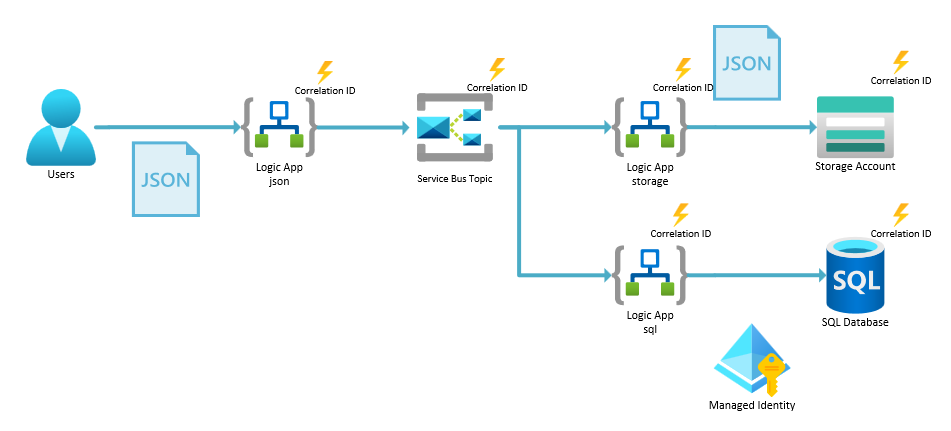 JSON
Correlation ID
Correlation ID
Correlation ID
Correlation ID
Users
JSON
Logic App
json
Service Bus Topic
Logic App
storage
Storage Account
Correlation ID
Correlation ID
SQL
Logic App
sql
SQL Database
Managed Identity